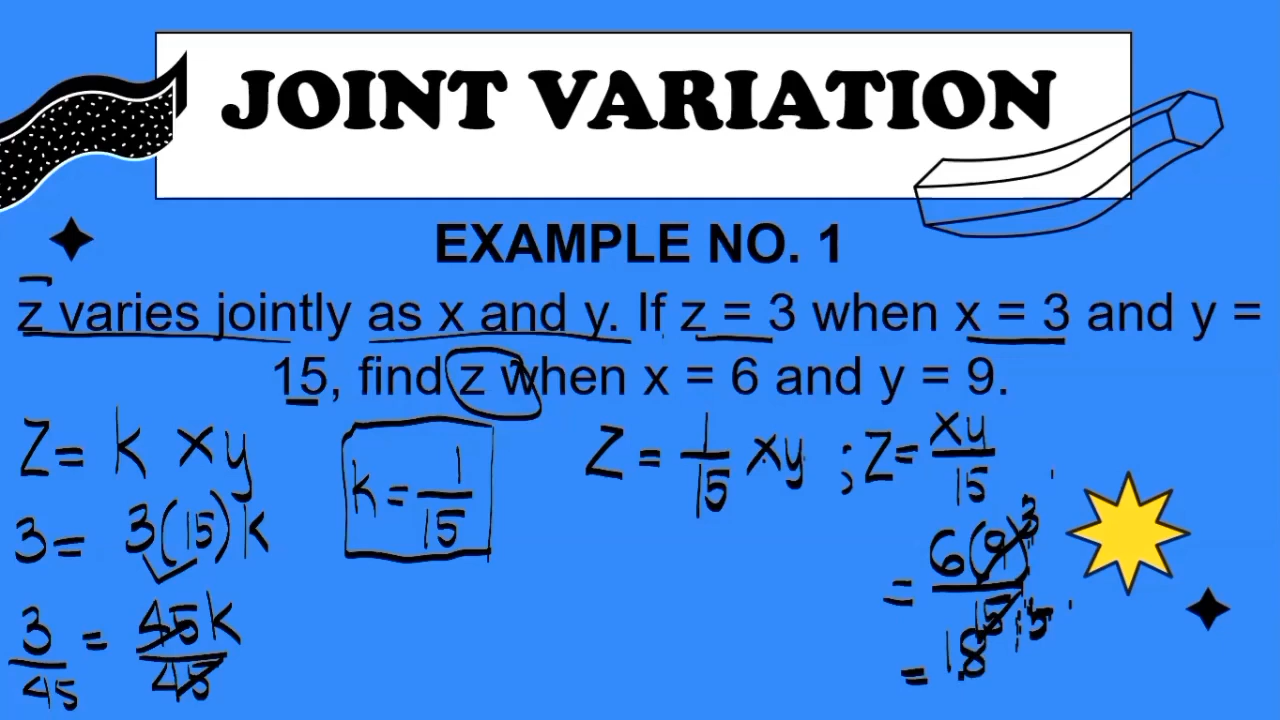 JOINT VARIATION
EXAMPLE NO. 1
z varies jointly as x and y. If z = 3 when x = 3 and y =
15, find z when x = 6 and y = 9.
Z = k xy
3 = 3(15)k
3/45 = 45k/45
k = 1/15
Z = 1/15 xy ; Z = xy/15
= 6(9)3/15 5
= 18